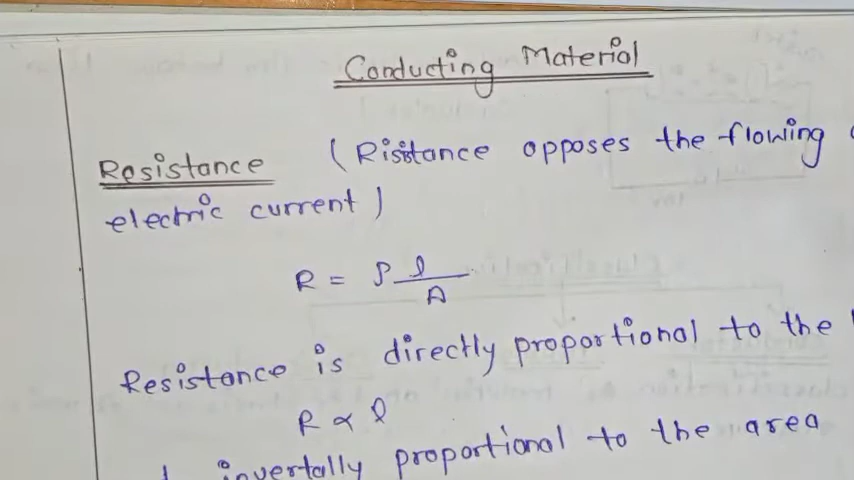 Conducting Material
Resistance (Risistance opposes the flowing
electric current)
R = ρ l / A
Resistance is directly proportional to the
R ∝ l
invertally proportional to the area